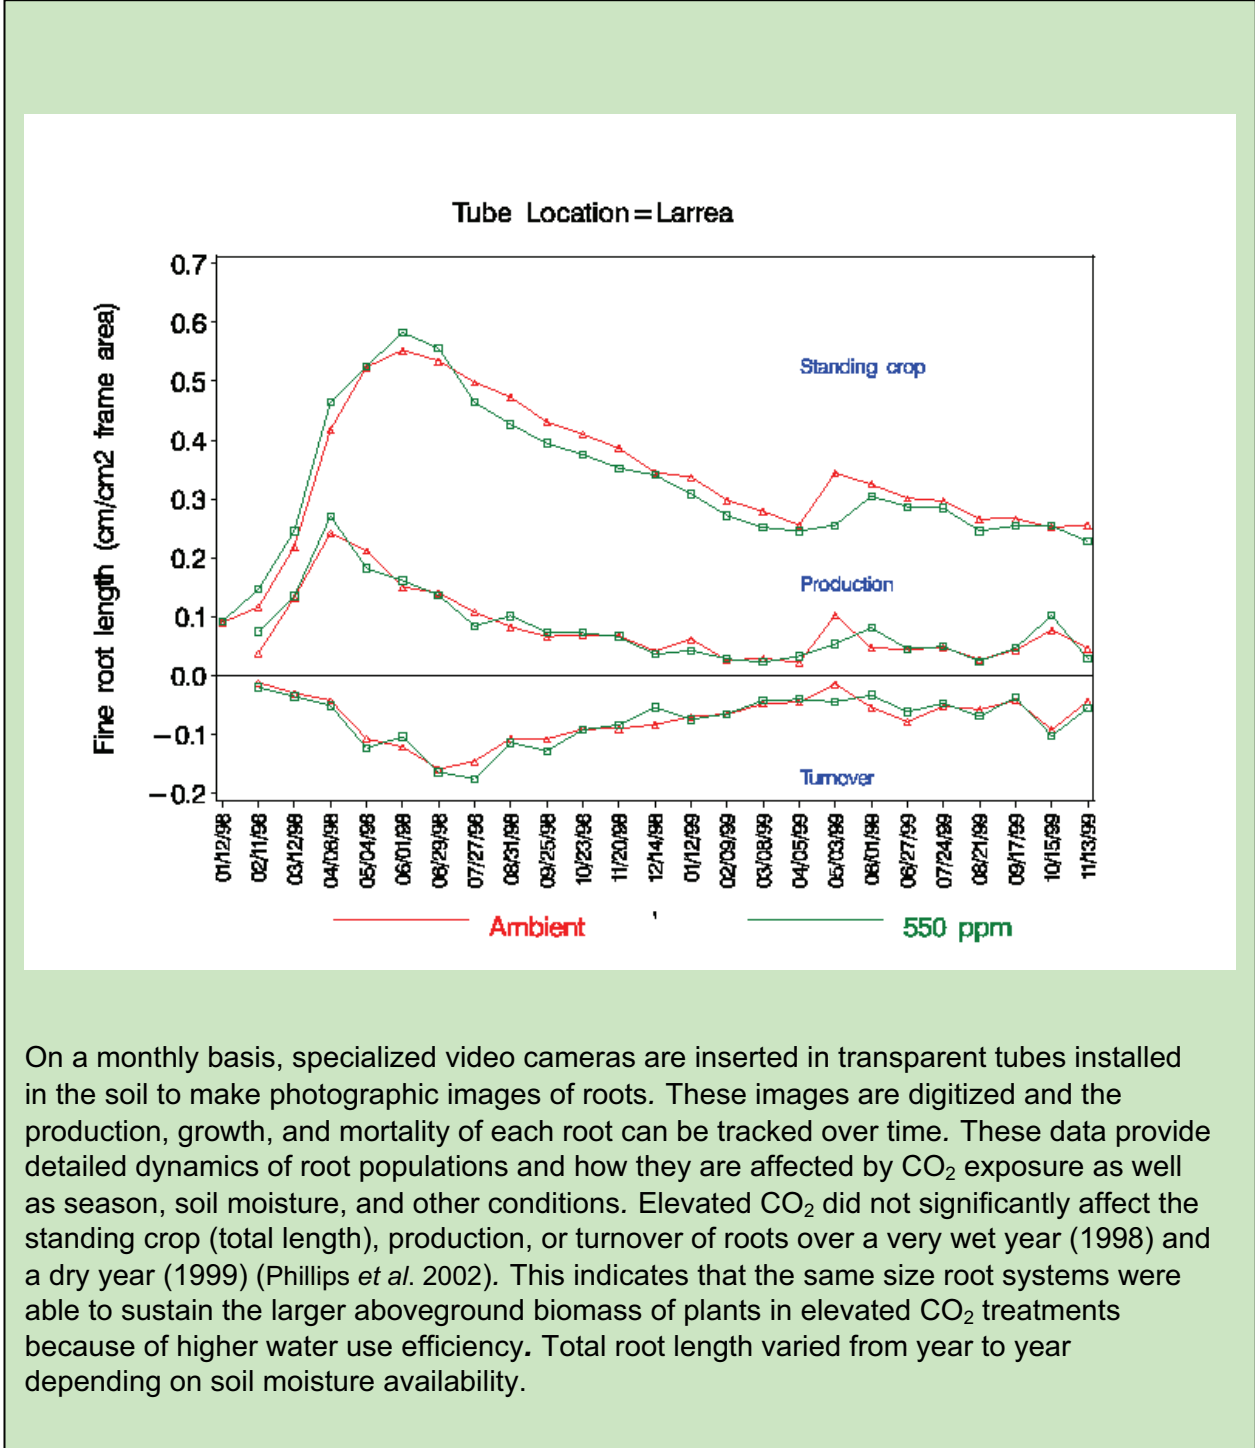 Tube Location=Larrea
Fine root length (cm/cm2 frame area)
0.7
0.6
0.5
0.4
0.3
0.2
0.1
0.0
−0.1
−0.2
Standing crop
Production
Turnover
01/12/98
02/11/98
03/12/98
04/08/98
05/04/98
06/01/98
06/29/98
07/27/98
08/31/98
09/25/98
10/23/98
11/20/98
12/14/98
01/12/99
02/09/99
03/08/99
04/05/99
05/03/99
06/01/99
06/27/99
07/24/99
08/21/99
09/17/99
10/15/99
11/13/99
Ambient
550 ppm
On a monthly basis, specialized video cameras are inserted in transparent tubes installed
in the soil to make photographic images of roots. These images are digitized and the
production, growth, and mortality of each root can be tracked over time. These data provide
detailed dynamics of root populations and how they are affected by CO₂ exposure as well
as season, soil moisture, and other conditions. Elevated CO₂ did not significantly affect the
standing crop (total length), production, or turnover of roots over a very wet year (1998) and
a dry year (1999) (Phillips et al. 2002). This indicates that the same size root systems were
able to sustain the larger aboveground biomass of plants in elevated CO₂ treatments
because of higher water use efficiency. Total root length varied from year to year
depending on soil moisture availability.